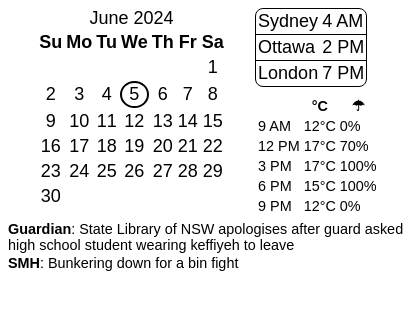 June 2024
Su Mo Tu We Th Fr Sa
1
2 3 4 5 6 7 8
9 10 11 12 13 14 15
16 17 18 19 20 21 22
23 24 25 26 27 28 29
30
Sydney 4 AM
Ottawa 2 PM
London 7 PM
°C ☂
9 AM 12°C 0%
12 PM 17°C 70%
3 PM 17°C 100%
6 PM 15°C 100%
9 PM 12°C 0%
Guardian: State Library of NSW apologises after guard asked
high school student wearing keffiyeh to leave
SMH: Bunkering down for a bin fight